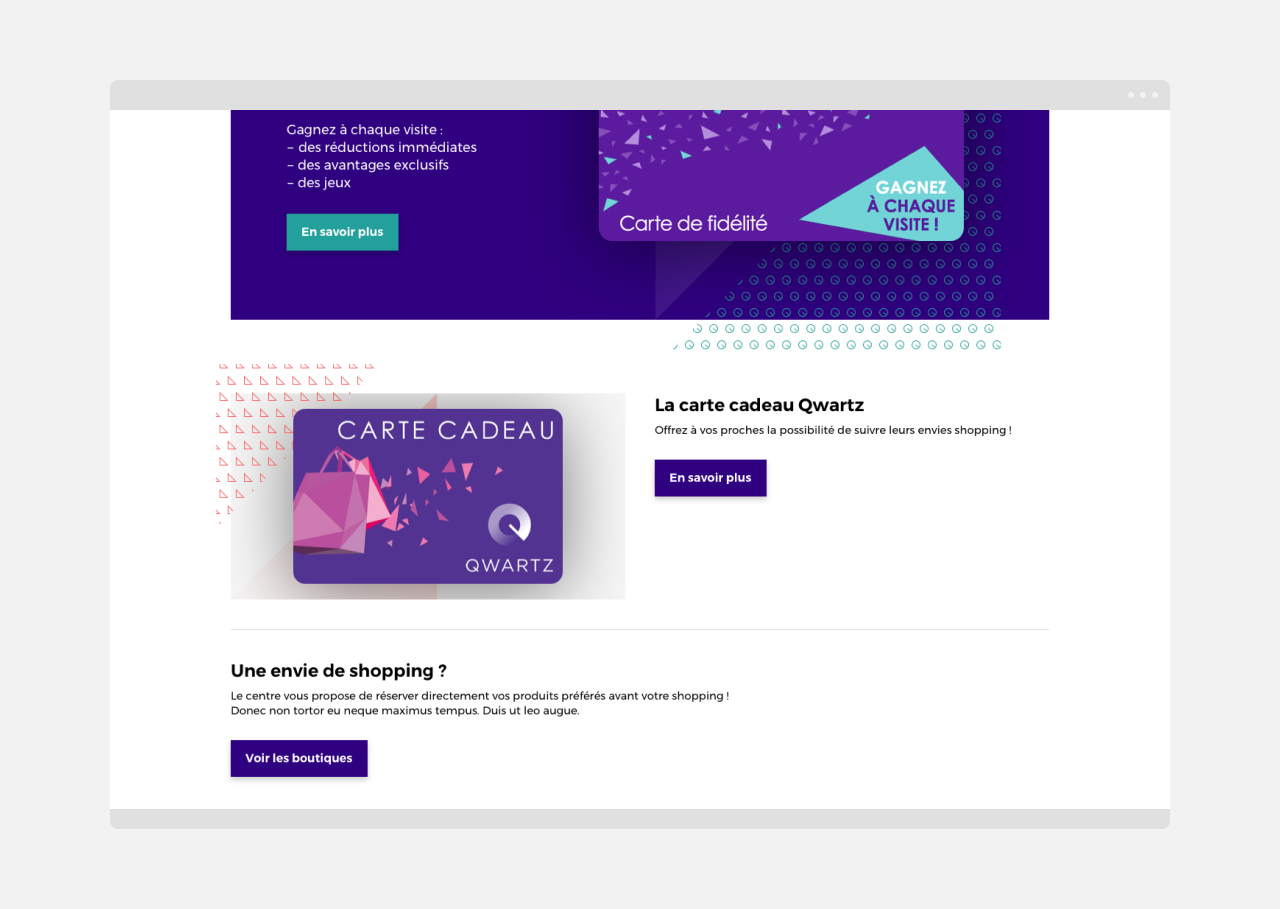 Gagnez à chaque visite :
– des réductions immédiates
– des avantages exclusifs
– des jeux
En savoir plus
Carte de fidélité
GAGNEZ
À CHAQUE
VISITE !
CARTE CADEAU
QWARTZ
La carte cadeau Qwartz
Offrez à vos proches la possibilité de suivre leurs envies shopping !
En savoir plus
Une envie de shopping ?
Le centre vous propose de réserver directement vos produits préférés avant votre shopping !
Donec non tortor eu neque maximus tempus. Duis ut leo augue.
Voir les boutiques